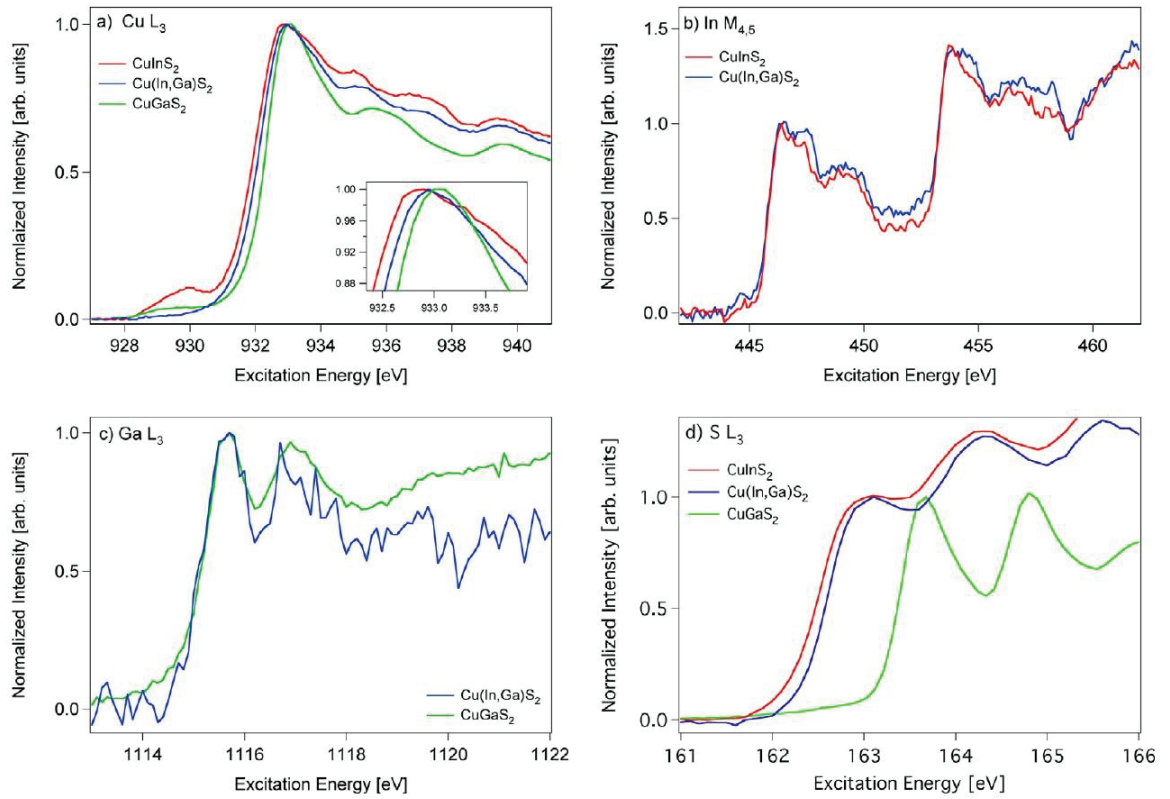 a) Cu L3
CuInS2
Cu(In,Ga)S2
CuGaS2
Normlaized Intensity [arb. units]
1.0
0.5
0.0
1.00
0.96
0.92
0.88
932.5 933.0 933.5
928 930 932 934 936 938 940
Excitation Energy [eV]
b) In M4,5
CuInS2
Cu(In,Ga)S2
Normalized Intensity [arb. units]
1.5
1.0
0.5
0.0
445 450 455 460
Excitation Energy [eV]
c) Ga L3
Normalized Intensity [arb. units]
1.0
0.5
0.0
Cu(In,Ga)S2
CuGaS2
1114 1116 1118 1120 1122
Excitation Energy [eV]
d) S L3
CuInS2
Cu(In,Ga)S2
CuGaS2
Normalized Intensity [arb. units]
1.0
0.5
0.0
161 162 163 164 165 166
Excitation Energy [eV]